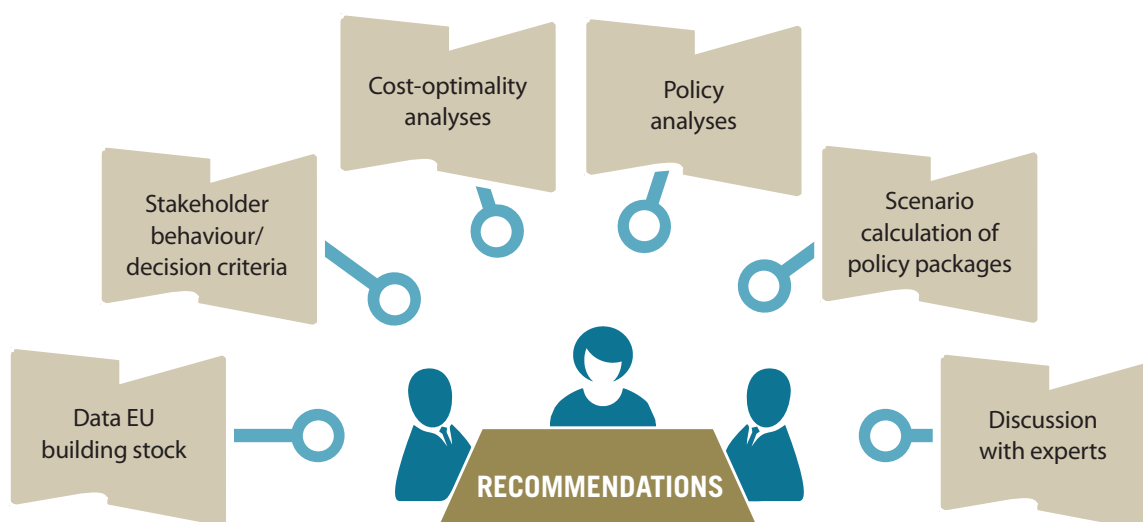 Data EU
building stock
Stakeholder
behaviour/
decision criteria
Cost-optimality
analyses
Policy
analyses
Scenario
calculation of
policy packages
Discussion
with experts
RECOMMENDATIONS